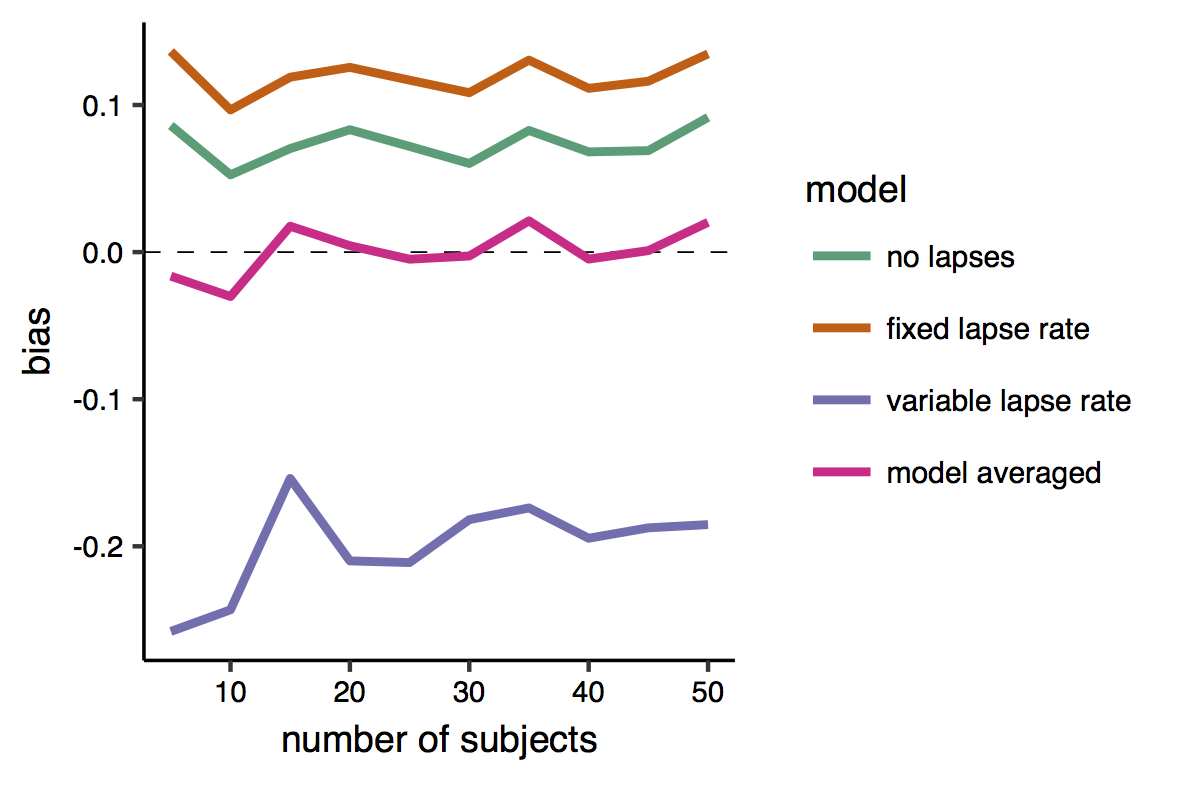 0.1
0.0
-0.1
-0.2
bias
10 20 30 40 50
number of subjects
model
no lapses
fixed lapse rate
variable lapse rate
model averaged